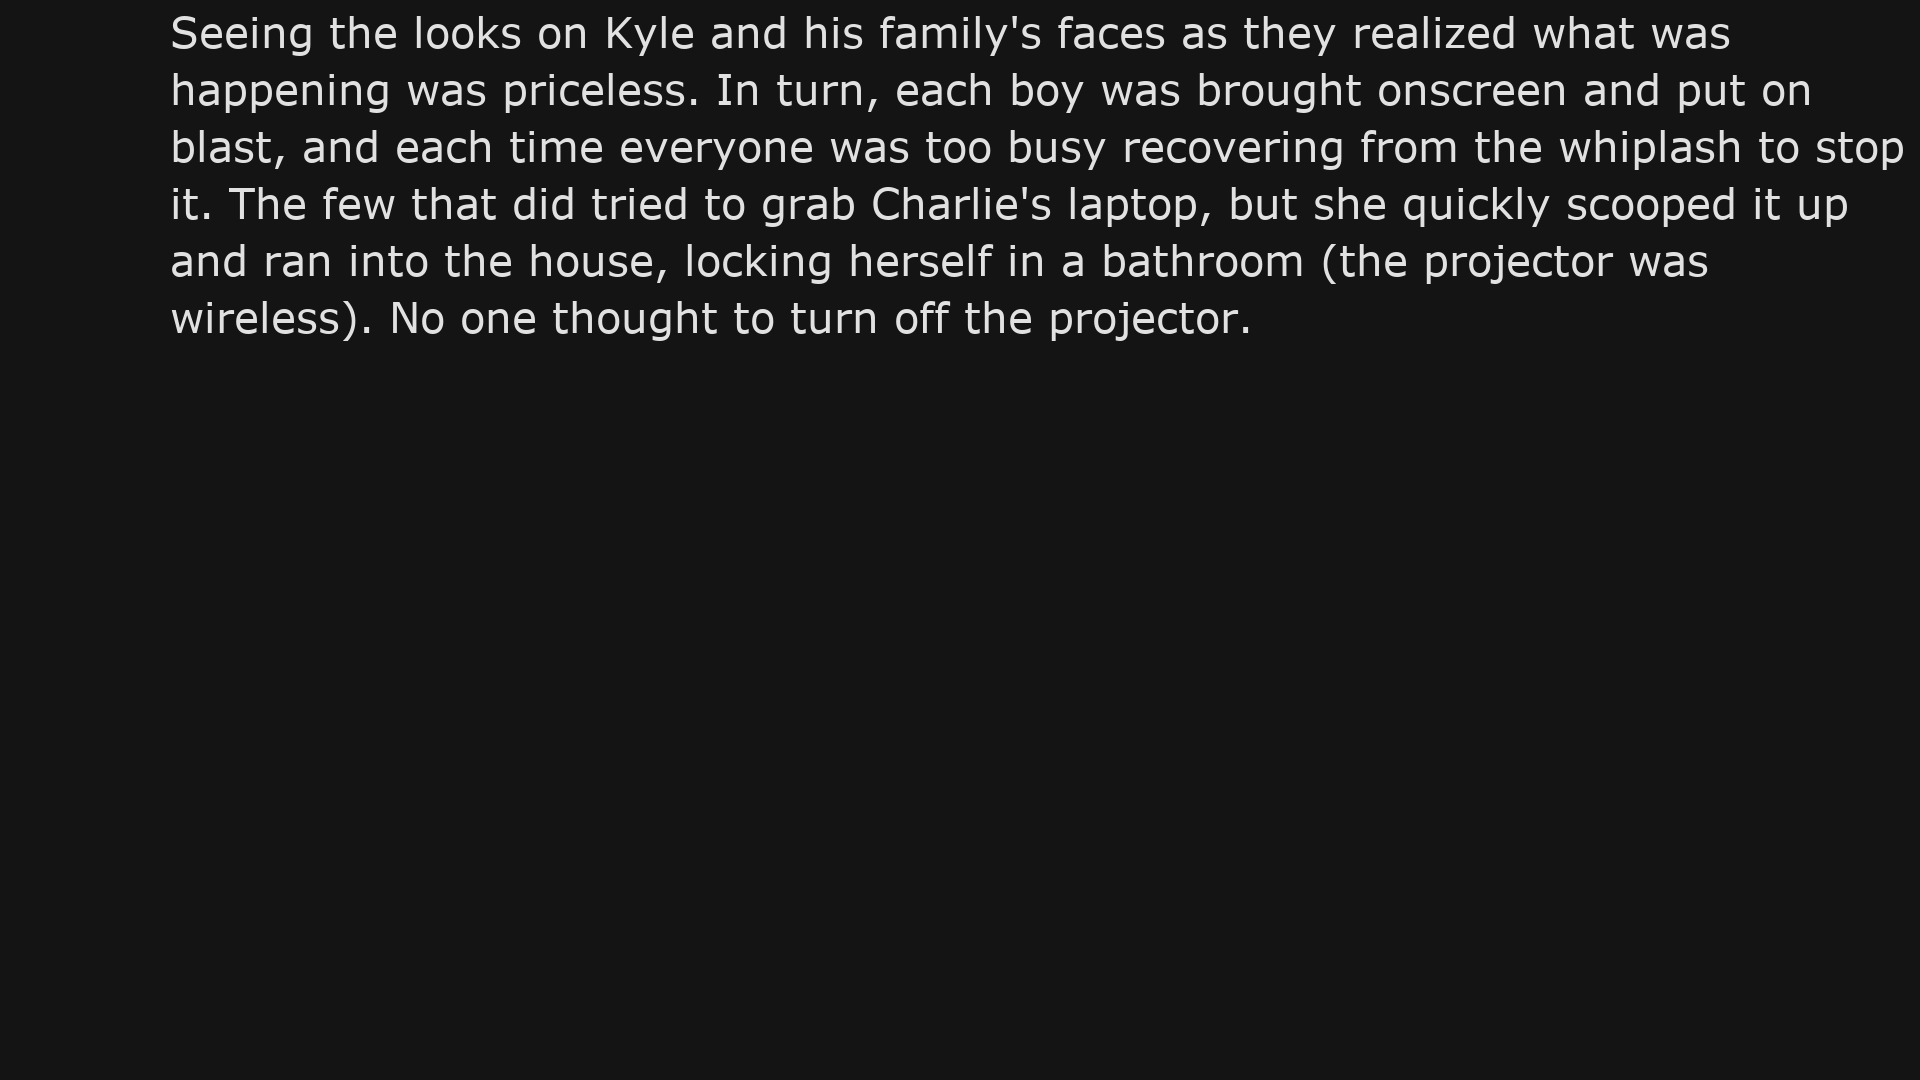 Seeing the looks on Kyle and his family's faces as they realized what was
happening was priceless. In turn, each boy was brought onscreen and put on
blast, and each time everyone was too busy recovering from the whiplash to stop
it. The few that did tried to grab Charlie's laptop, but she quickly scooped it up
and ran into the house, locking herself in a bathroom (the projector was
wireless). No one thought to turn off the projector.